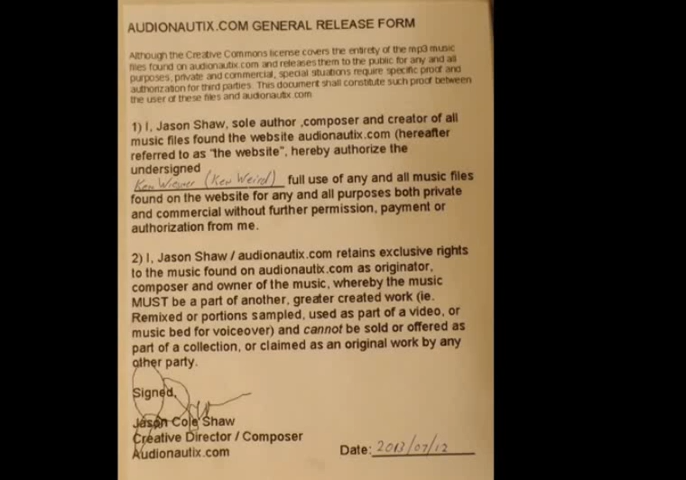 AUDIONAUTIX.COM GENERAL RELEASE FORM
Although the Creative Commons license covers the entirety of the mp3 music
files found on audionautix.com and releases them to the public for any and all
purposes, private and commercial, special situations require specific proof and
authorization for third parties. This document shall constitute such proof between
the user of these files and audionautix.com
1) I, Jason Shaw, sole author ,composer and creator of all
music files found the website audionautix.com (hereafter
referred to as "the website", hereby authorize the
undersigned
Ken Wiesner (Ken Weird) full use of any and all music files
found on the website for any and all purposes both private
and commercial without further permission, payment or
authorization from me.
2) I, Jason Shaw / audionautix.com retains exclusive rights
to the music found on audionautix.com as originator,
composer and owner of the music, whereby the music
MUST be a part of another, greater created work (ie.
Remixed or portions sampled, used as part of a video, or
music bed for voiceover) and cannot be sold or offered as
part of a collection, or claimed as an original work by any
other party.
Signed,
Jason Cole Shaw
Creative Director / Composer
Audionautix.com
Date: 2013/07/12